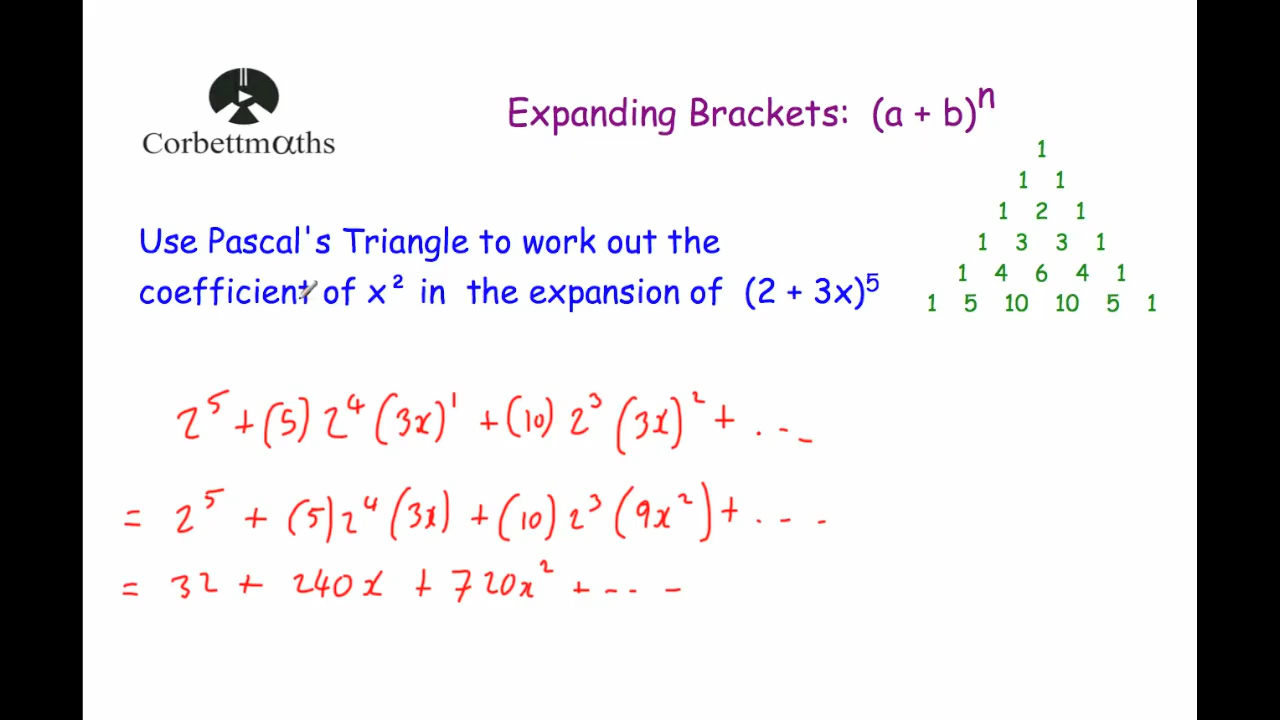 Corbettmαths
Expanding Brackets: (a + b)ⁿ
Use Pascal's Triangle to work out the
coefficient of x² in the expansion of (2 + 3x)⁵
1
1 1
1 2 1
1 3 3 1
1 4 6 4 1
1 5 10 10 5 1
2⁵ + (5) 2⁴ (3x)¹ + (10) 2³ (3x)² + . - -
= 2⁵ + (5) 2⁴ (3x) + (10) 2³ (9x²) + . - - -
= 32 + 240x + 720x² + - - - -